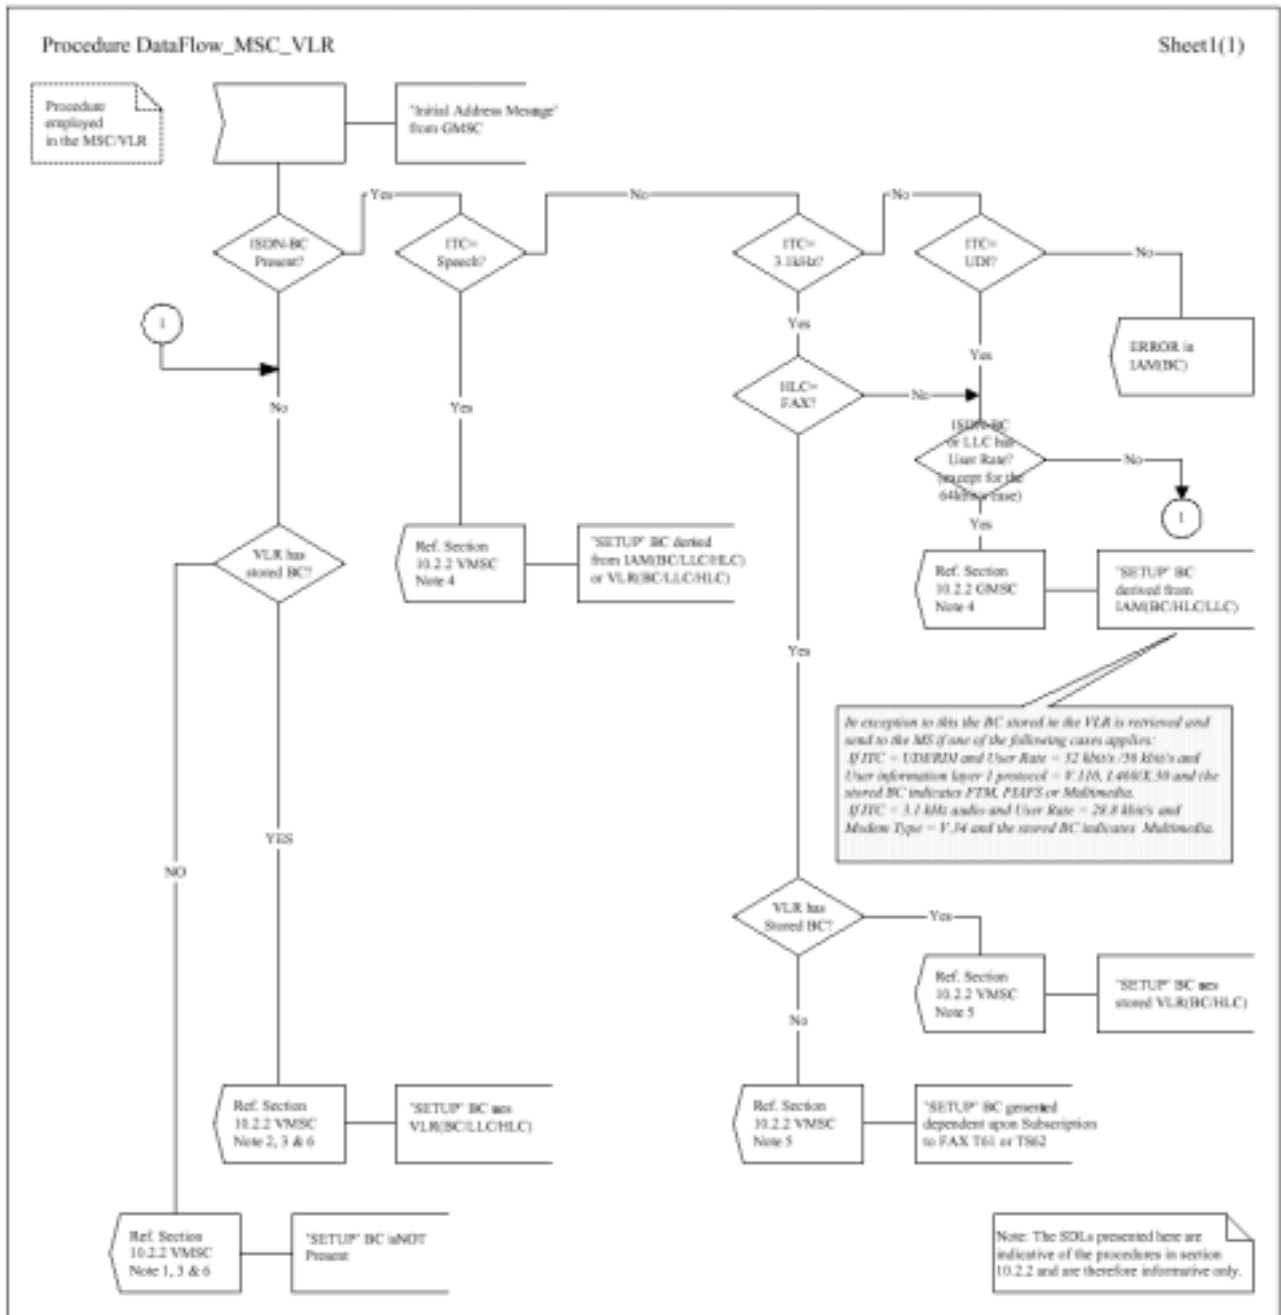 Procedure DataFlow_MSC_VLR
Sheet1(1)
Procedure
employed
in the MSC/VLR
"Initial Address Message"
from GMSC
Yes
No
No
ISDN-BC
Present?
ITC=
Speech?
ITC=
3.1kHz?
ITC=
UDI?
No
1
Yes
Yes
ERROR in
IAM(BC)
HLC=
FAX?
No
No
Yes
ISDN-BC
or LLC has
User Rate?
(except for the
64kbit/s case)
No
1
Yes
VLR has
stored BC?
Ref. Section
10.2.2 VMSC
Note 4
"SETUP" BC derived
from IAM(BC/LLC/HLC)
or VLR(BC/LLC/HLC)
Ref. Section
10.2.2 GMSC
Note 4
"SETUP" BC
derived from
IAM(BC/HLC/LLC)
Yes
In exception to this the BC stored in the VLR is retrieved and
send to the MS if one of the following cases applies:
If ITC = UDI/RDI and User Rate = 32 kbit/s /56 kbit/s and
User information layer 1 protocol = V.110, I.460/X.30 and the
stored BC indicates FTM, PIAFS or Multimedia.
If ITC = 3.1 kHz audio and User Rate = 28.8 kbit/s and
Modem Type = V.34 and the stored BC indicates Multimedia.
YES
NO
VLR has
Stored BC?
Yes
Ref. Section
10.2.2 VMSC
Note 5
"SETUP" BC ues
stored VLR(BC/HLC)
No
Ref. Section
10.2.2 VMSC
Note 2, 3 & 6
"SETUP" BC ues
VLR(BC/LLC/HLC)
Ref. Section
10.2.2 VMSC
Note 5
"SETUP" BC genented
dependent upon Subscription
to FAX T61 or TS62
Ref. Section
10.2.2 VMSC
Note 1, 3 & 6
"SETUP" BC isNOT
Present
Note: The SDLs presented here are
indicative of the procedures in section
10.2.2 and are therefore informative only.